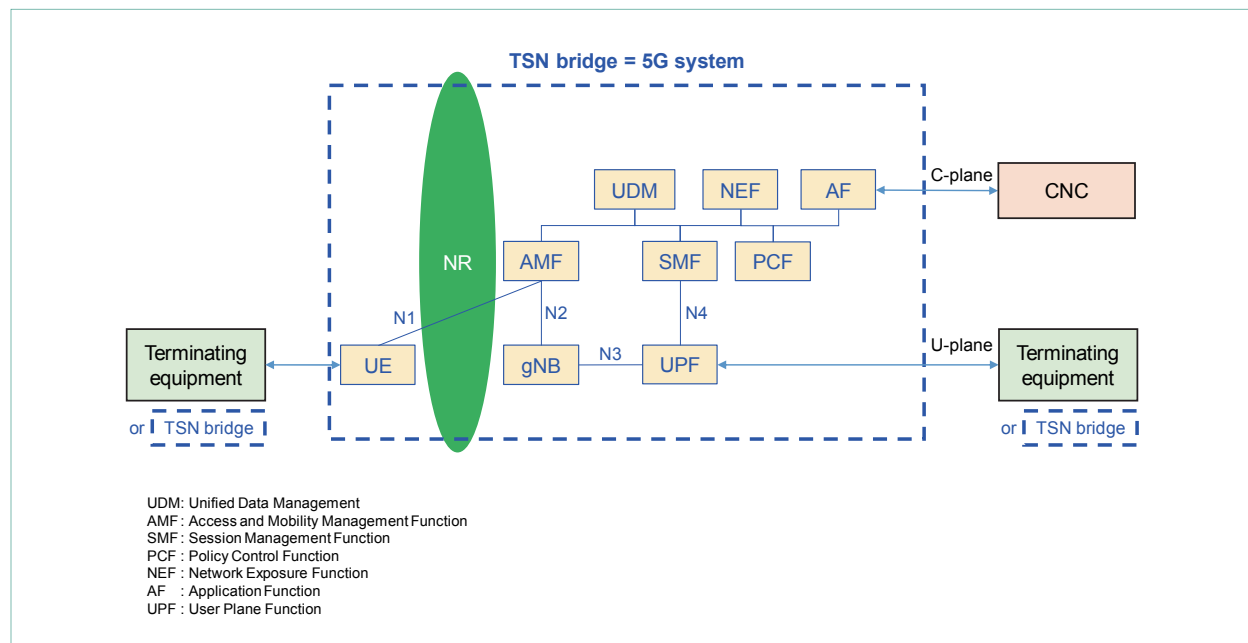 TSN bridge = 5G system
UDM
NEF
AF
C-plane
CNC
NR
AMF
SMF
PCF
N1
N2
N4
Terminating
equipment
UE
gNB
N3
UPF
U-plane
Terminating
equipment
or TSN bridge
or TSN bridge
UDM: Unified Data Management
AMF : Access and Mobility Management Function
SMF : Session Management Function
PCF : Policy Control Function
NEF : Network Exposure Function
AF : Application Function
UPF : User Plane Function